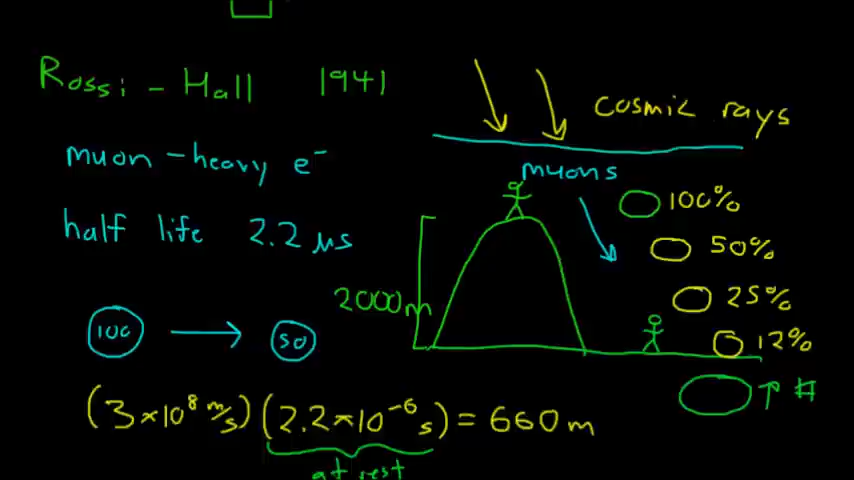 Rossi - Hall 1941
cosmic rays
muon - heavy e⁻
muons
100%
half life 2.2 μs
50%
2000m
25%
100 → 50
12%
↑ #
(3×10⁸ m/s)(2.2×10⁻⁶ s) = 660 m
at rest